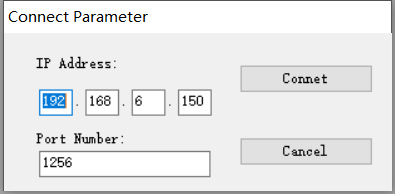 Connect Parameter
IP Address:
192 . 168 . 6 . 150
Connet
Port Number:
1256
Cancel